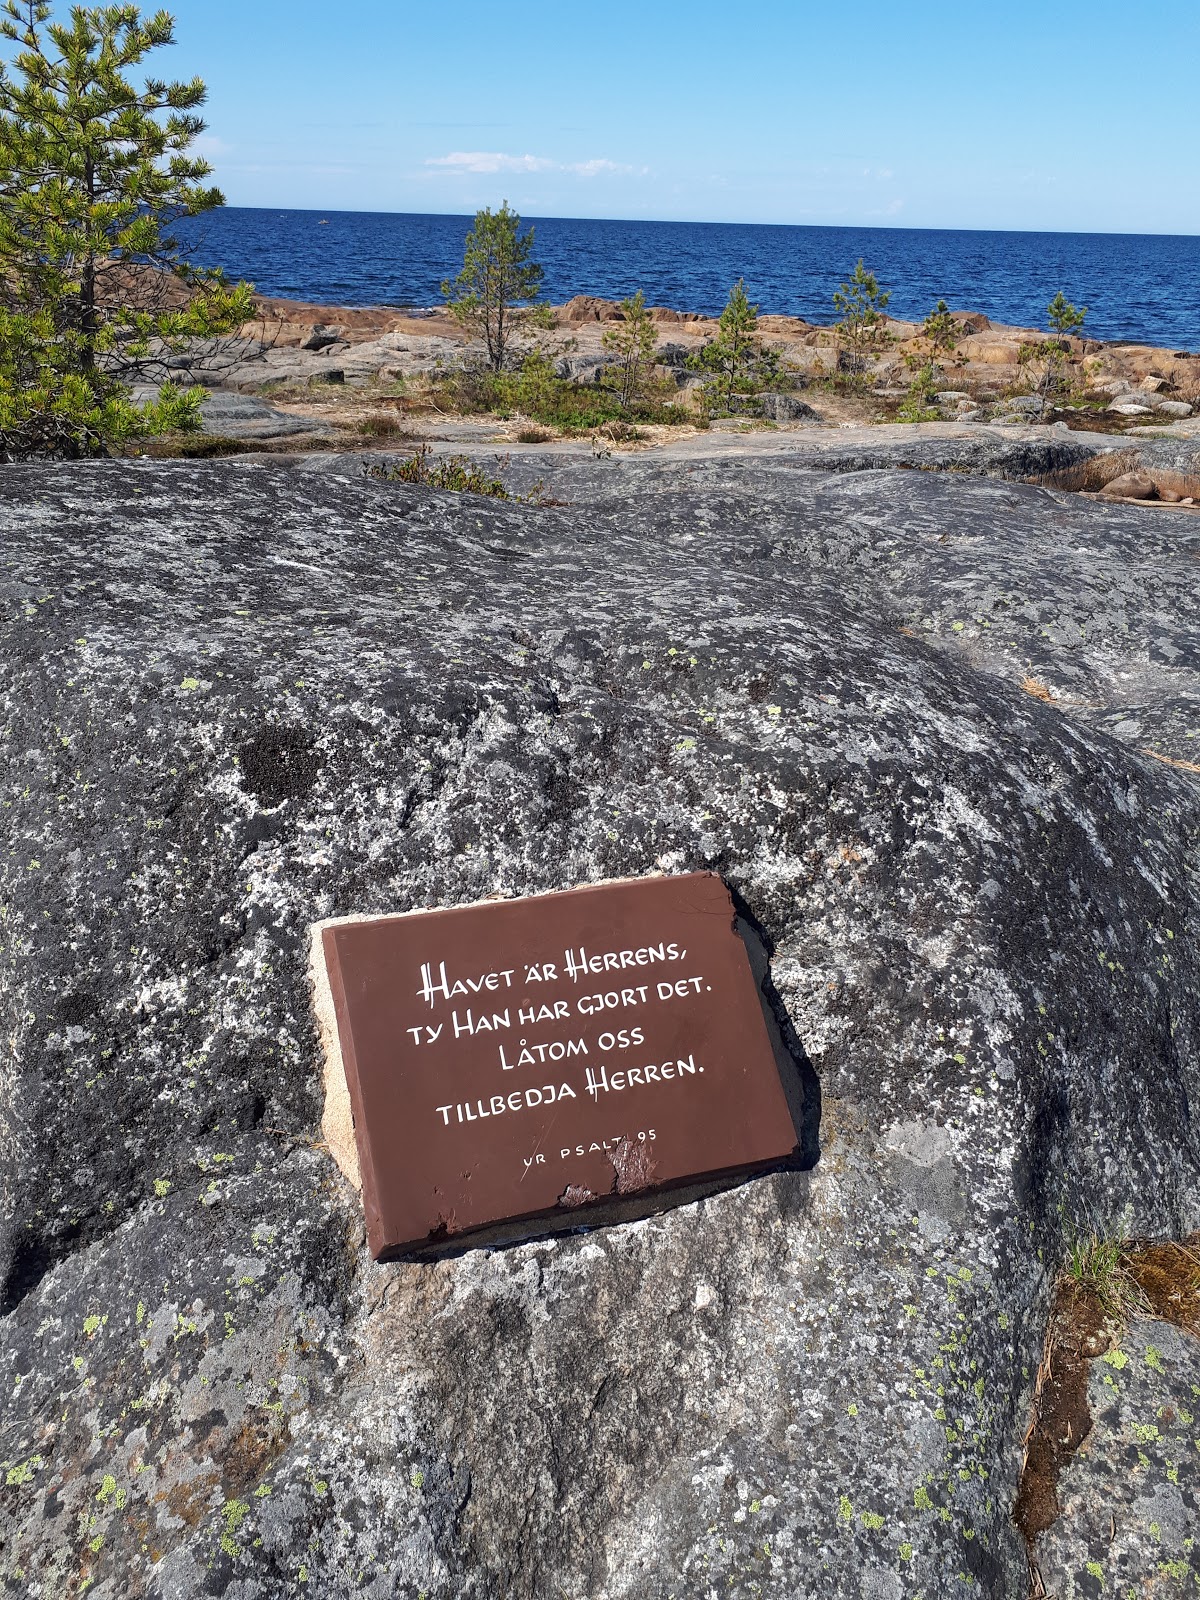 Havet är Herrens,
ty Han har gjort det.
Låtom oss
tillbedja Herren.
ur psalt. 95